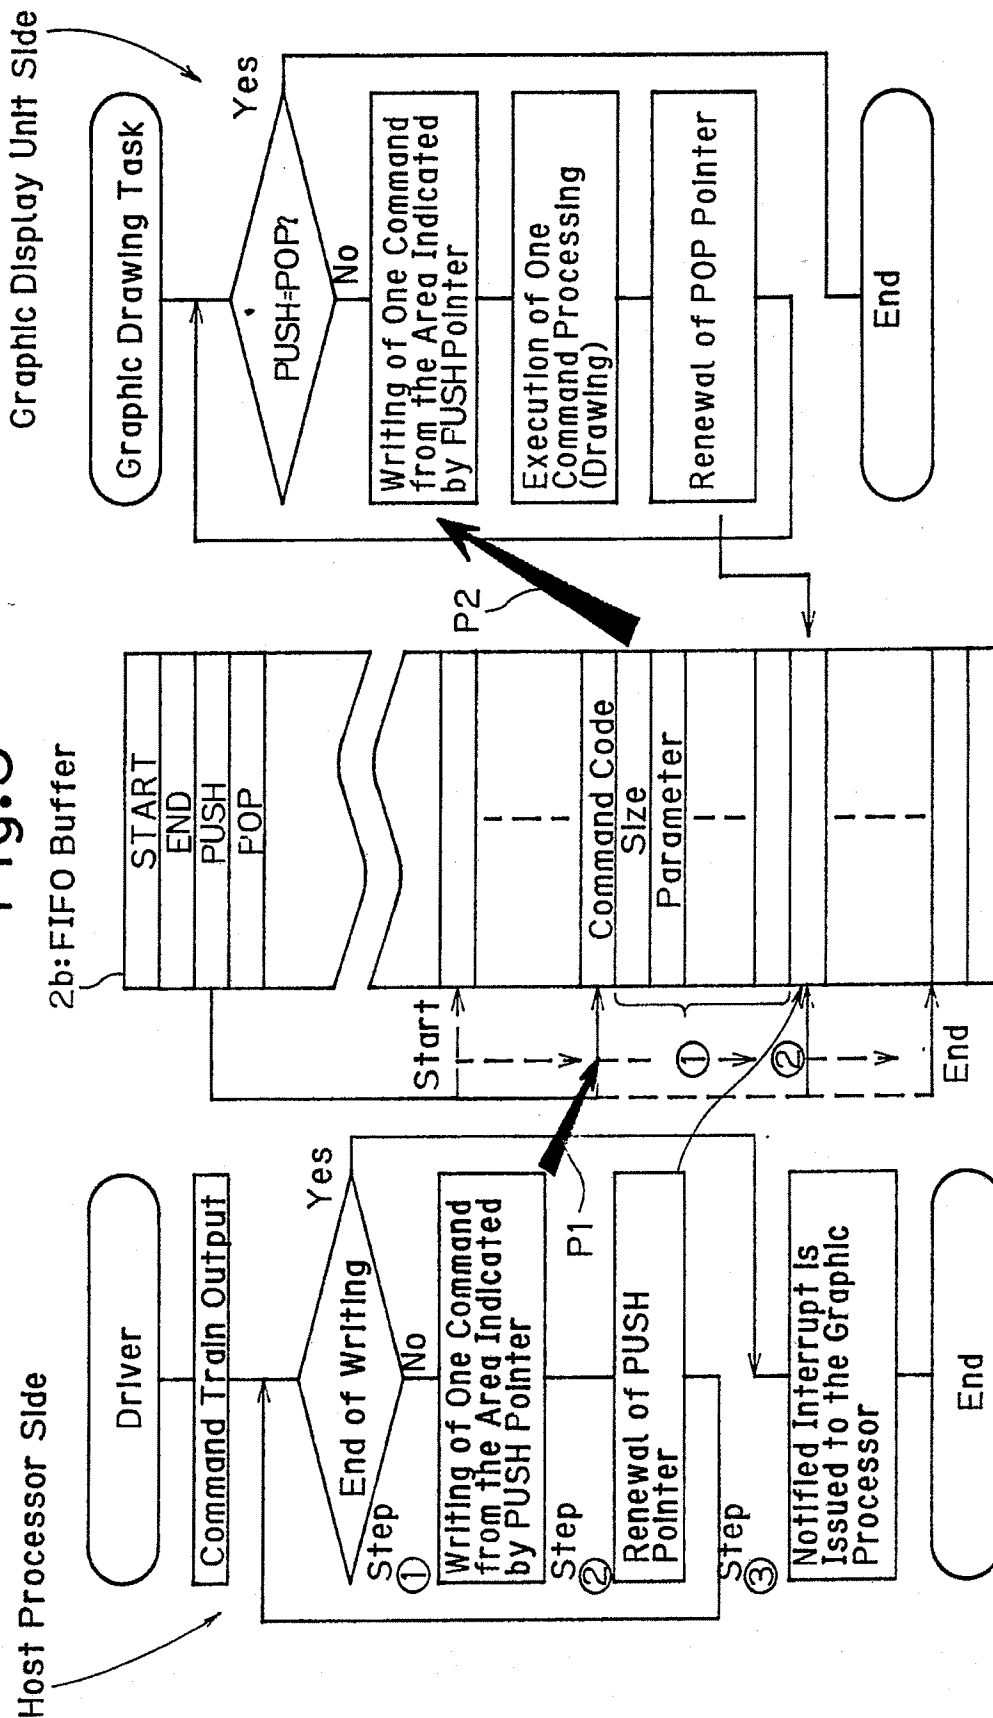 Fig.
Host Processor Side
Driver
Command Train Output
End of Writing
Yes
No
Step
①
Writing of One Command
from the Area Indicated
by PUSH Pointer
Step
②
Renewal of PUSH
Pointer
Step
③
Notified Interrupt is
Issued to the Graphic
Processor
End
P1
2b:FIFO Buffer
START
END
PUSH
POP
Start
Command Code
Size
Parameter
①
②
End
P2
Graphic Display Unit Side
Graphic Drawing Task
PUSH=POP?
Yes
No
Writing of One Command
from the Area Indicated
by PUSH Pointer
Execution of One
Command Processing
(Drawing)
Renewal of POP Pointer
End